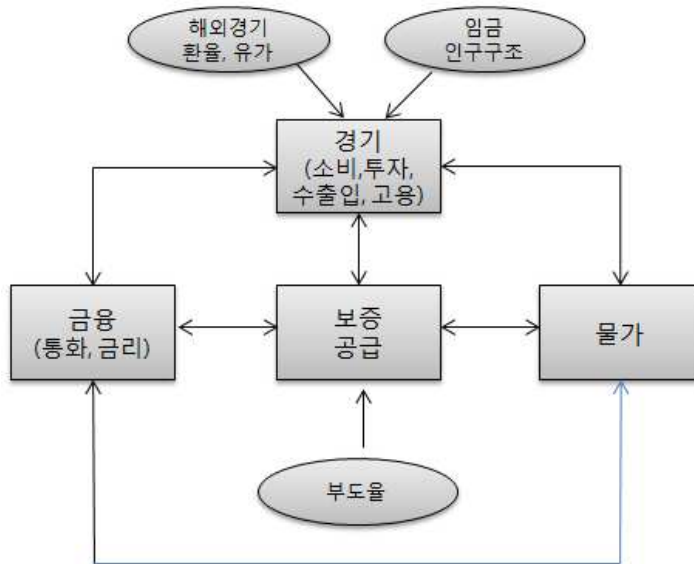 해외경기
환율, 유가
임금
인구구조
경기
(소비,투자,
수출입, 고용)
금융
(통화, 금리)
보증
공급
물가
부도율